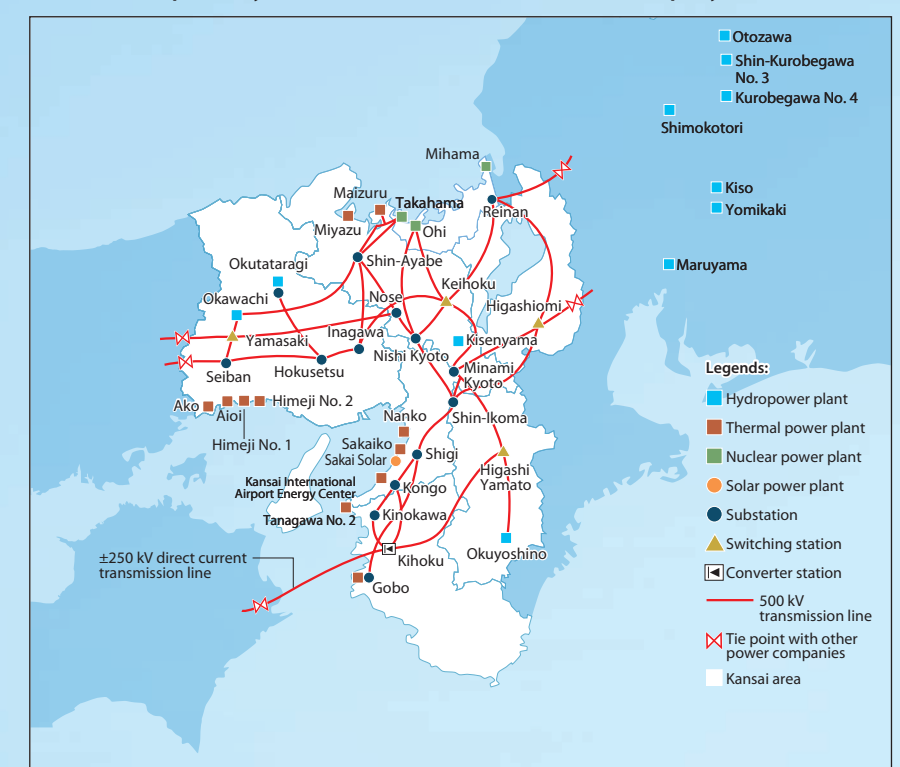 Otozawa
Shin-Kurobegawa
No. 3
Kurobegawa No. 4
Shimokotori
Mihama
Kiso
Yomikaki
Maizuru
Takahama
Miyazu
Ohi
Reinan
Okutataragi
Shin-Ayabe
Maruyama
Okawachi
Nose
Keihoku
Higashiomi
Yamasaki
Inagawa
Nishi Kyoto
Kisenyama
Seiban
Hokusetsu
Minami
Kyoto
Ako
Aioi
Himeji No. 2
Himeji No. 1
Nanko
Shin-Ikoma
Sakaiko
Sakai Solar
Shigi
Higashi
Yamato
Kansai International
Airport Energy Center
Kongo
Tanagawa No. 2
Kinokawa
Okuyoshino
Kihoku
±250 kV direct current
transmission line
Gobo
Legends:
Hydropower plant
Thermal power plant
Nuclear power plant
Solar power plant
Substation
Switching station
Converter station
500 kV
transmission line
Tie point with other
power companies
Kansai area